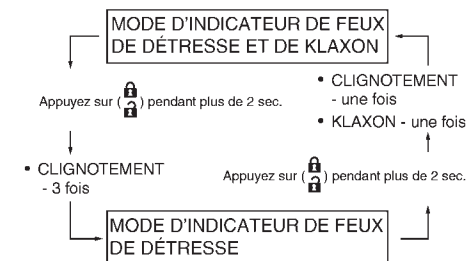 MODE D'INDICATEUR DE FEUX
DE DÉTRESSE ET DE KLAXON
Appuyez sur ( ) pendant plus de 2 sec.
• CLIGNOTEMENT
- 3 fois
MODE D'INDICATEUR DE FEUX
DE DÉTRESSE
Appuyez sur ( ) pendant plus de 2 sec.
• CLIGNOTEMENT
- une fois
• KLAXON - une fois